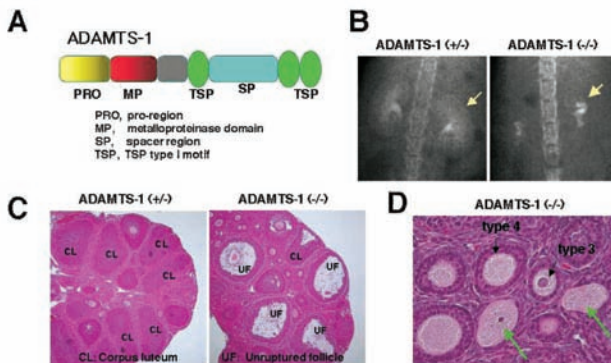 A
ADAMTS-1
PRO MP TSP SP TSP
PRO, pro-region
MP, metalloproteinase domain
SP, spacer region
TSP, TSP type I motif
B
ADAMTS-1 (+/-) ADAMTS-1 (-/-)
C
ADAMTS-1 (+/-) ADAMTS-1 (-/-)
CL CL CL CL CL CL CL CL
CL UF UF UF UF
CL: Corpus luteum UF: Unruptured follicle
D
ADAMTS-1 (-/-)
type 4
type 3